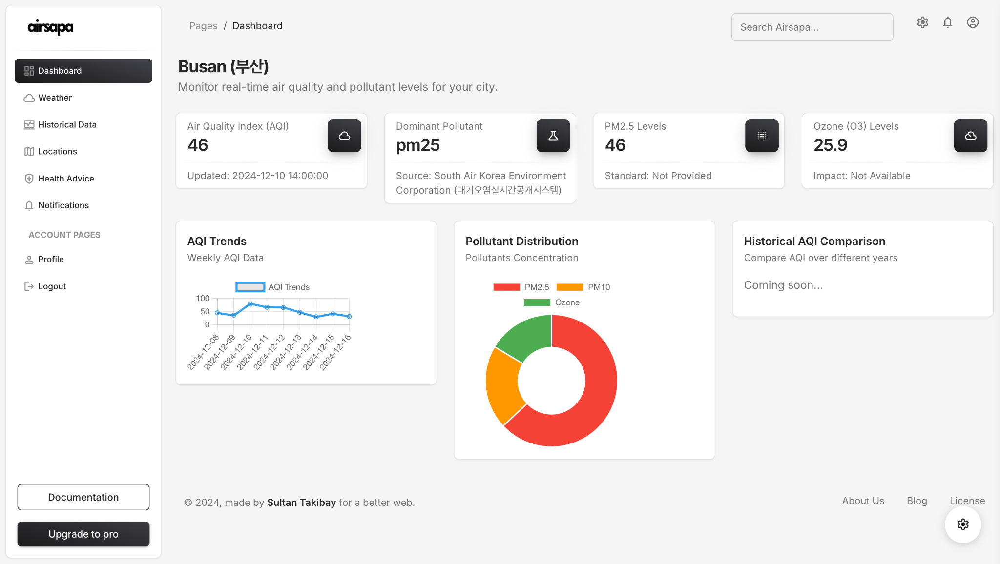 airsapa
Dashboard
Weather
Historical Data
Locations
Health Advice
Notifications
ACCOUNT PAGES
Profile
Logout
Documentation
Upgrade to pro
Pages / Dashboard
Search Airsapa...
Busan (부산)
Monitor real-time air quality and pollutant levels for your city.
Air Quality Index (AQI)
46
Updated: 2024-12-10 14:00:00
Dominant Pollutant
pm25
Source: South Air Korea Environment
Corporation (대기오염실시간공개시스템)
PM2.5 Levels
46
Standard: Not Provided
Ozone (O3) Levels
25.9
Impact: Not Available
AQI Trends
Weekly AQI Data
AQI Trends
100
50
0
2024-12-08
2024-12-09
2024-12-10
2024-12-11
2024-12-12
2024-12-13
2024-12-14
2024-12-15
2024-12-16
Pollutant Distribution
Pollutants Concentration
PM2.5 PM10
Ozone
Historical AQI Comparison
Compare AQI over different years
Coming soon...
© 2024, made by Sultan Takibay for a better web.
About Us Blog License